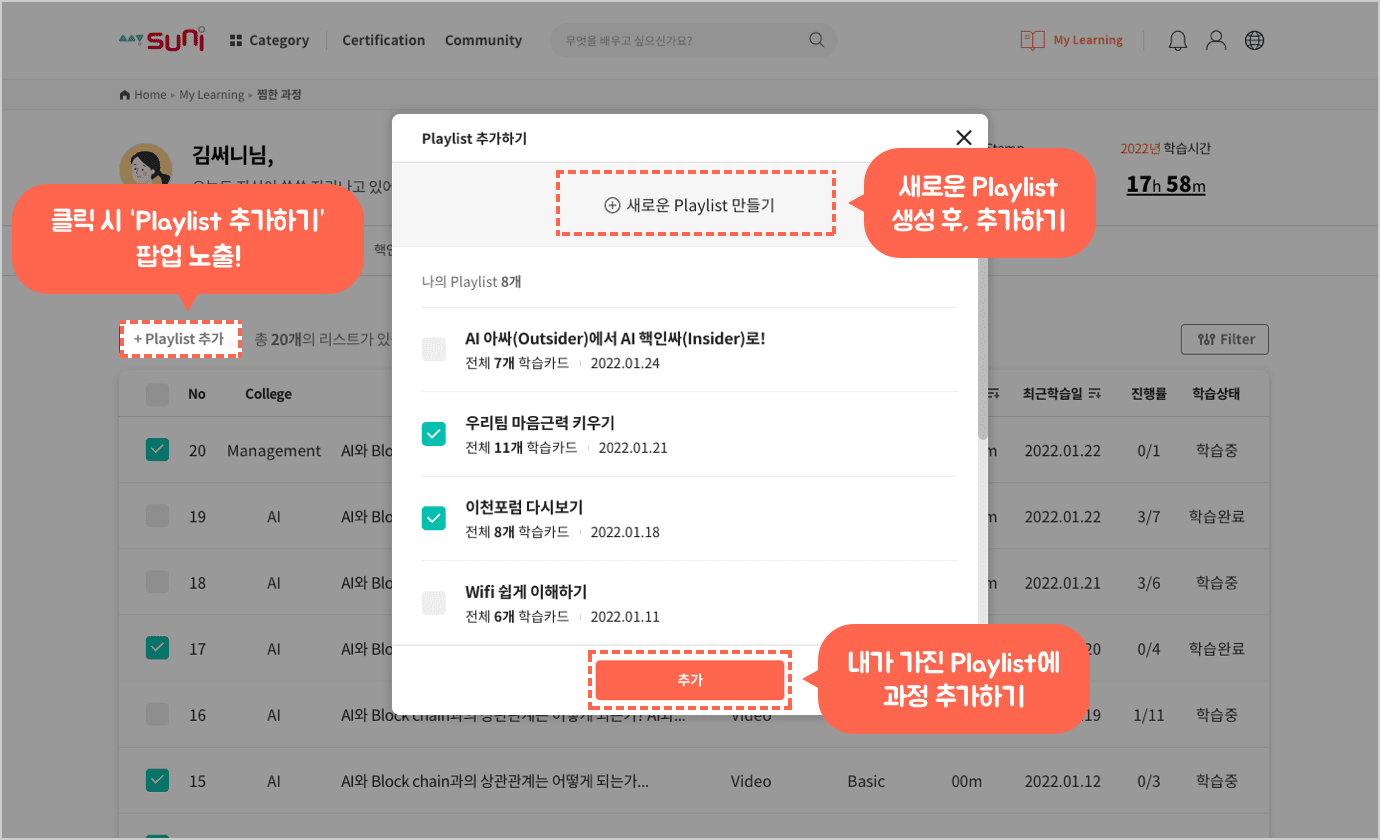 mySUNI Category Certification Community 무엇을 배우고 싶으신가요? My Learning
Home ▸ My Learning ▸ 찜한 과정
Playlist 추가하기
김써니님,
Stamp
2022년 학습시간
17h 58m
새로운 Playlist 만들기
새로운 Playlist
생성 후, 추가하기
클릭 시 'Playlist 추가하기'
팝업 노출!
나의 Playlist 8개
+ Playlist 추가
총 20개의 리스트가 있
Filter
AI 아싸(Outsider)에서 AI 핵인싸(Insider)로!
전체 7개 학습카드 2022.01.24
No College 최근학습일 진행률 학습상태
우리팀 마음근력 키우기
전체 11개 학습카드 2022.01.21
20 Management AI와 Blo m 2022.01.22 0/1 학습중
이천포럼 다시보기
전체 8개 학습카드 2022.01.18
19 AI AI와 Blo m 2022.01.22 3/7 학습완료
18 AI AI와 Blo m 2022.01.21 3/6 학습중
Wifi 쉽게 이해하기
전체 6개 학습카드 2022.01.11
17 AI AI와 Blo 20 0/4 학습완료
추가
내가 가진 Playlist에
과정 추가하기
16 AI AI와 Block chain과의 상관관계는 어떻게 되는가? AI와... Video 19 1/11 학습중
15 AI AI와 Block chain과의 상관관계는 어떻게 되는가... Video Basic 00m 2022.01.12 0/3 학습중